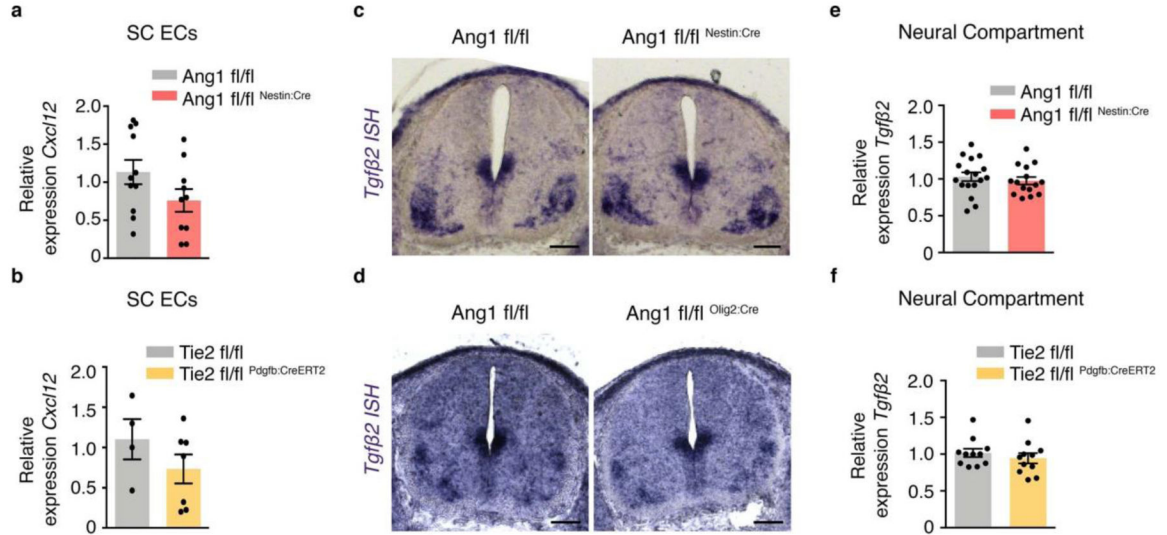 a
SC ECs
Ang1 fl/fl
Ang1 fl/fl Nestin:Cre
Relative
expression Cxcl12
2.0
1.5
1.0
0.5
0
b
SC ECs
Tie2 fl/fl
Tie2 fl/fl Pdgfb:CreERT2
Relative
expression Cxcl12
2.0
1.5
1.0
0.5
0
c
Ang1 fl/fl
Ang1 fl/fl Nestin:Cre
Tgfβ2 ISH
d
Ang1 fl/fl
Ang1 fl/fl Olig2:Cre
Tgfβ2 ISH
e
Neural Compartment
Ang1 fl/fl
Ang1 fl/fl Nestin:Cre
Relative
expression Tgfβ2
2.0
1.5
1.0
0.5
0
f
Neural Compartment
Tie2 fl/fl
Tie2 fl/fl Pdgfb:CreERT2
Relative
expression Tgfβ2
2.0
1.5
1.0
0.5
0